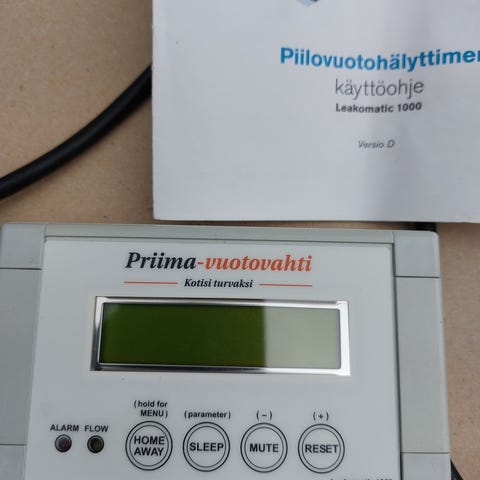 Piilovuotohälyttimen
käyttöohje
Leakomatic 1000
Versio D
Priima-vuotovahti
Kotisi turvaksi
(hold for
MENU)
(parameter)
(-)
(+)
ALARM
FLOW
HOME
AWAY
SLEEP
MUTE
RESET